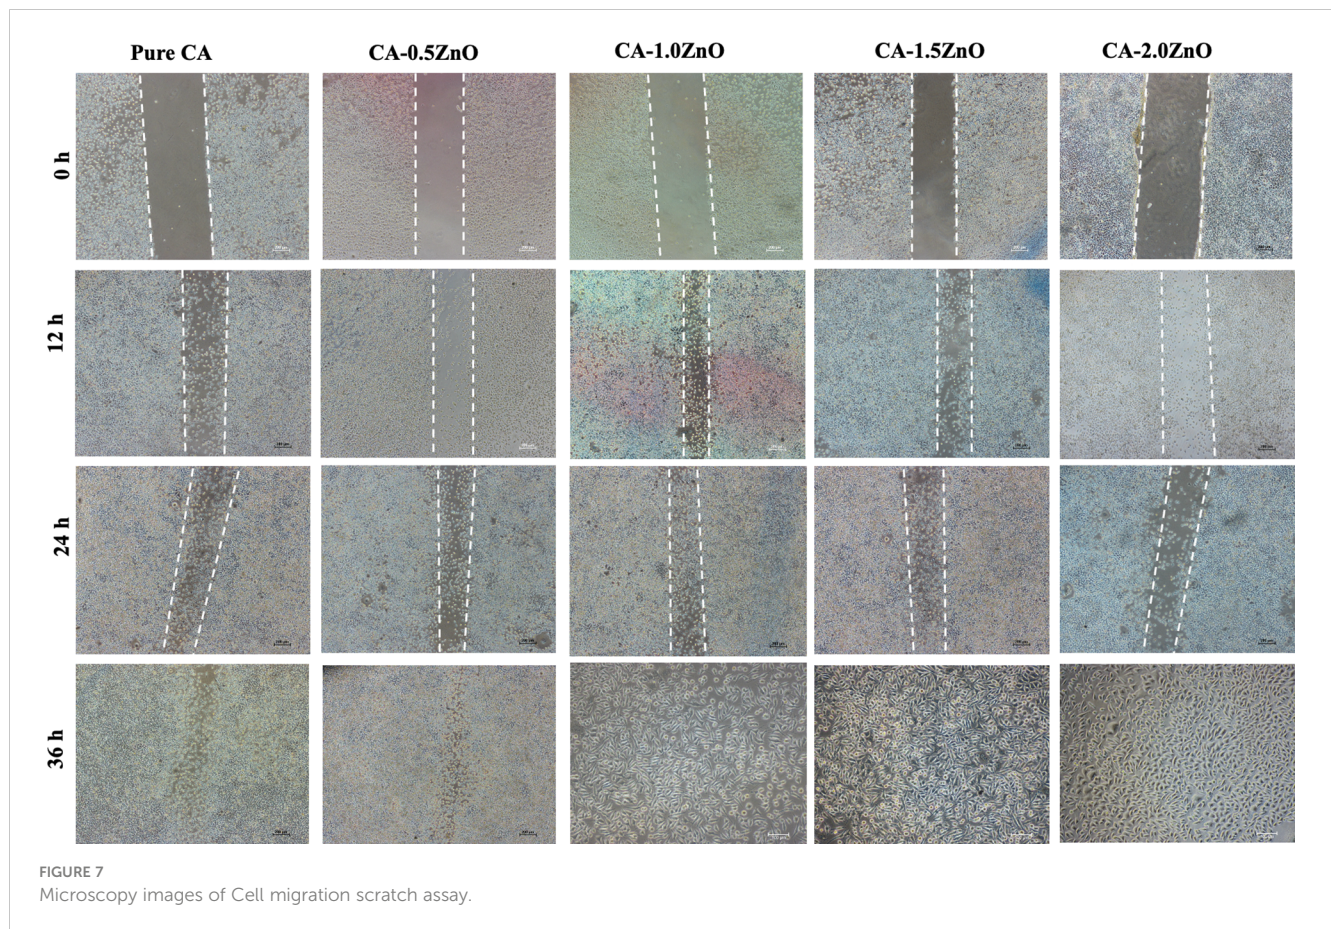 Pure CA CA-0.5ZnO CA-1.0ZnO CA-1.5ZnO CA-2.0ZnO
0 h
12 h
24 h
36 h
FIGURE 7
Microscopy images of Cell migration scratch assay.